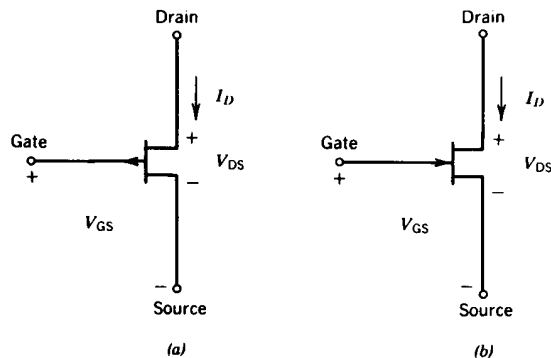 Drain
I_D
Gate
+
+
V_DS
−
V_GS
−
Source
(a)
Drain
I_D
Gate
+
+
V_DS
−
V_GS
−
Source
(b)